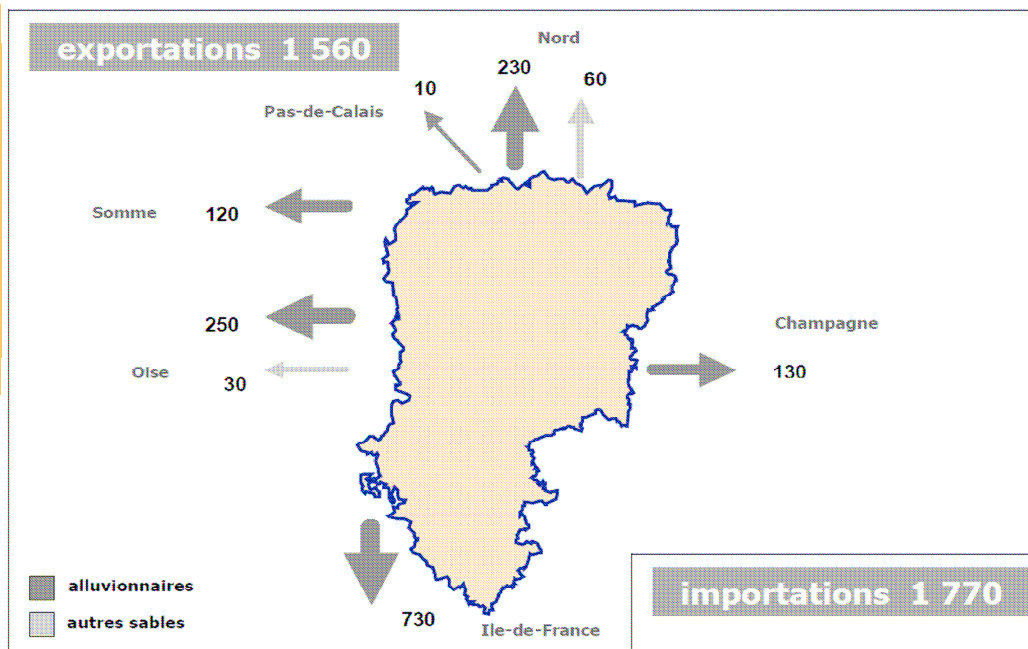 exportations 1 560
Nord
230
60
10
Pas-de-Calais
Somme
120
250
Oise
30
Champagne
130
730
Ile-de-France
alluvionnaires
autres sables
importations 1 770